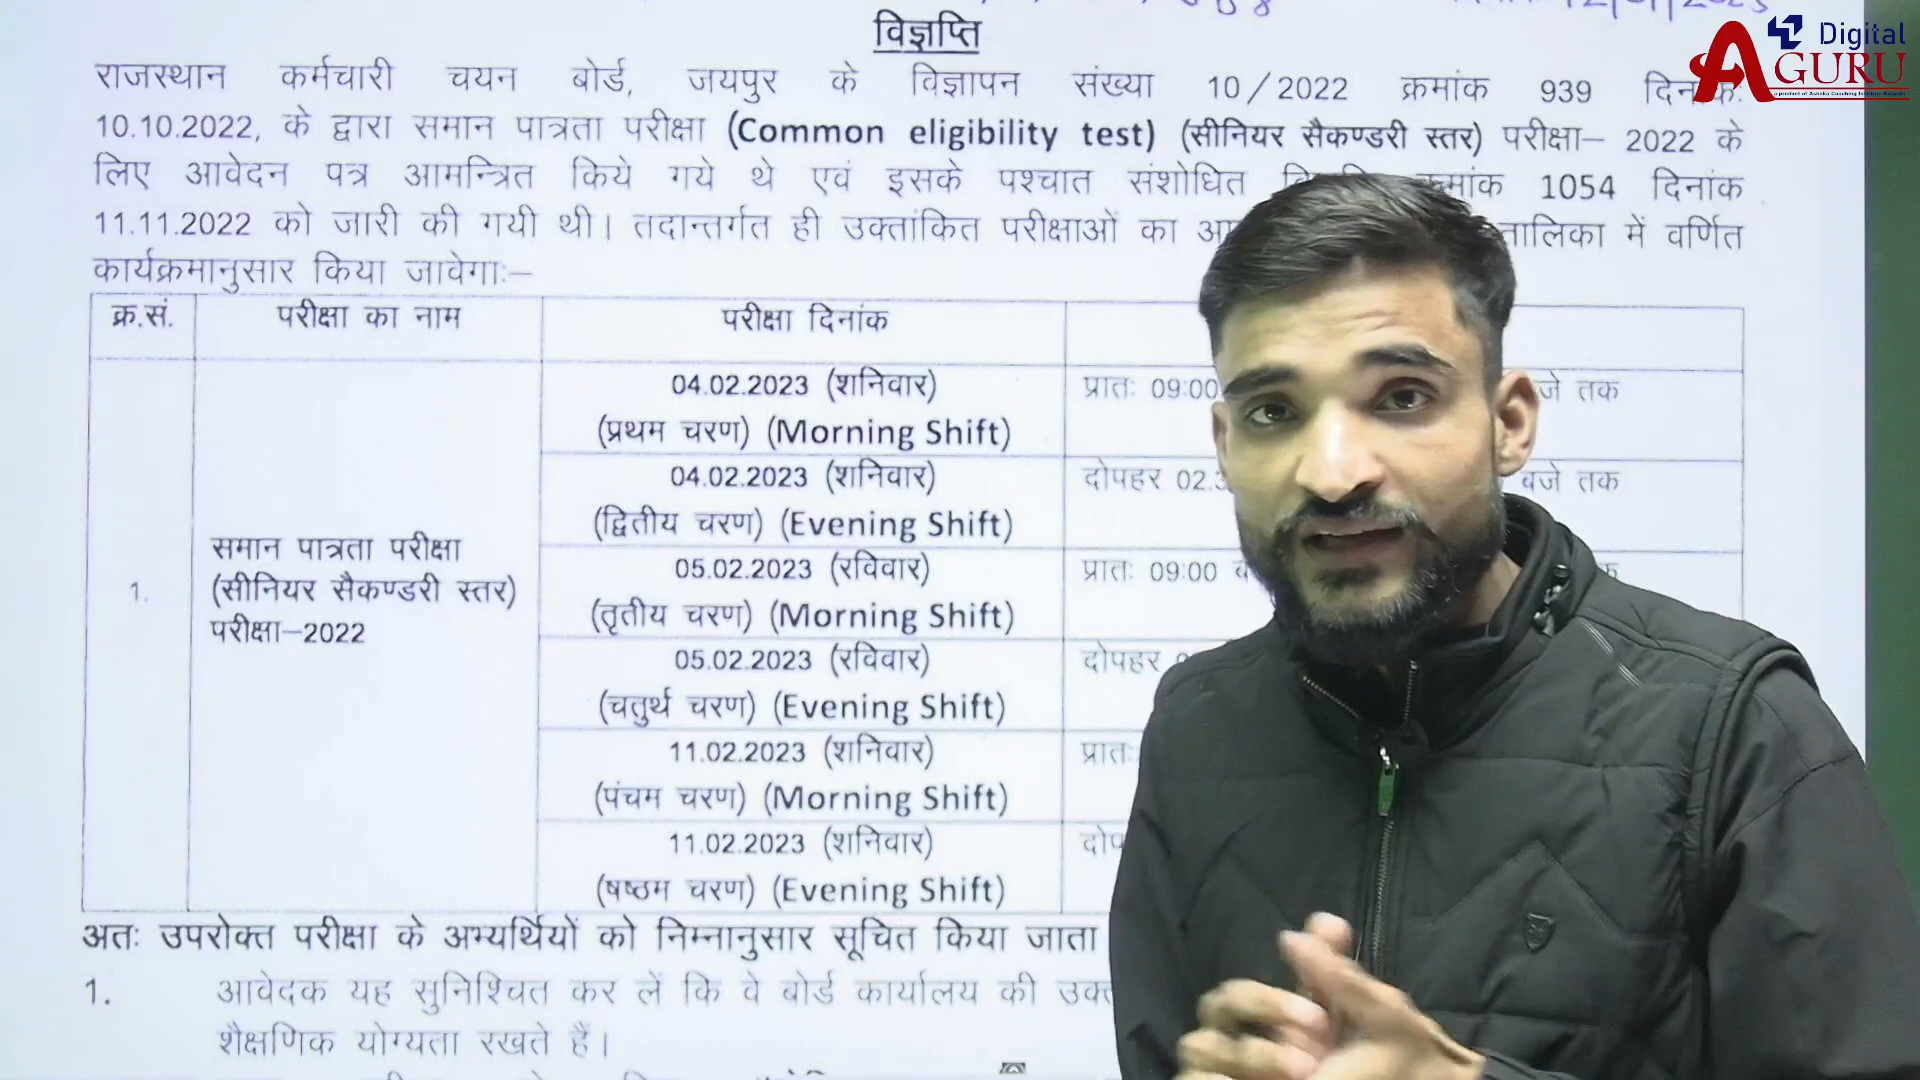 Digital
AGURU
a product of Ashoka Coaching Institute
विज्ञप्ति
राजस्थान कर्मचारी चयन बोर्ड, जयपुर के विज्ञापन संख्या 10/2022 क्रमांक 939
10.10.2022, के द्वारा समान पात्रता परीक्षा (Common eligibility test) (सीनियर सैकण्डरी स्तर) परीक्षा– 2022 के
लिए आवेदन पत्र आमन्त्रित किये गये थे एवं इसके पश्चात संशोधित 1054 दिनांक
11.11.2022 को जारी की गयी थी। तदान्तर्गत ही उक्तांकित परीक्षाओं का तालिका में वर्णित
कार्यक्रमानुसार किया जावेगाः–
क्र.सं. परीक्षा का नाम परीक्षा दिनांक
04.02.2023 (शनिवार) प्रातः 09:00 तक
(प्रथम चरण) (Morning Shift)
04.02.2023 (शनिवार) दोपहर बजे तक
(द्वितीय चरण) (Evening Shift)
1. समान पात्रता परीक्षा
(सीनियर सैकण्डरी स्तर)
परीक्षा–2022
05.02.2023 (रविवार) प्रातः 09:00
(तृतीय चरण) (Morning Shift)
05.02.2023 (रविवार) दोपहर
(चतुर्थ चरण) (Evening Shift)
11.02.2023 (शनिवार) प्रातः
(पंचम चरण) (Morning Shift)
11.02.2023 (शनिवार)
(षष्ठम चरण) (Evening Shift)
अतः उपरोक्त परीक्षा के अभ्यर्थियों को निम्नानुसार सूचित किया जाता
1. आवेदक यह सुनिश्चित कर लें कि वे बोर्ड कार्यालय की
शैक्षणिक योग्यता रखते हैं।